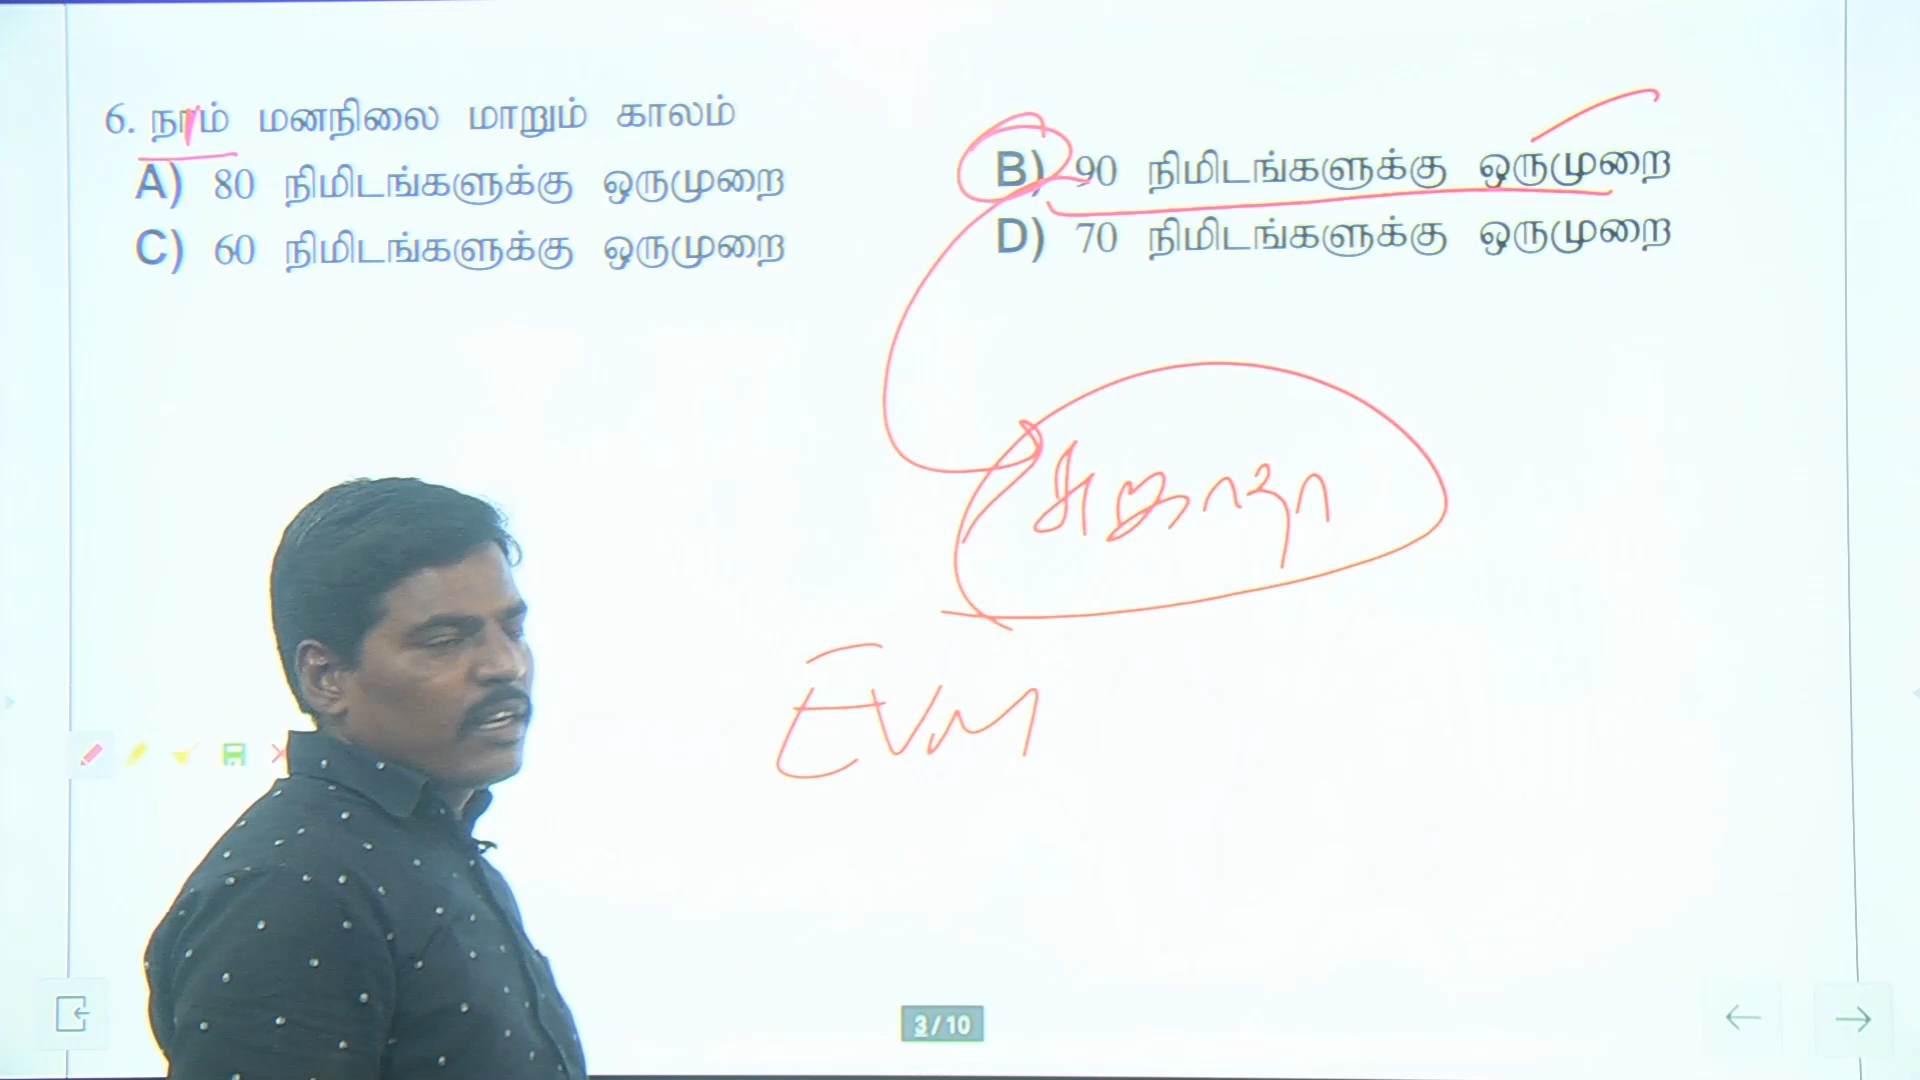 6. நாம் மனநிலை மாறும் காலம்
A) 80 நிமிடங்களுக்கு ஒருமுறை
B) 90 நிமிடங்களுக்கு ஒருமுறை
C) 60 நிமிடங்களுக்கு ஒருமுறை
D) 70 நிமிடங்களுக்கு ஒருமுறை
சுஜாதா
EVM
3/10